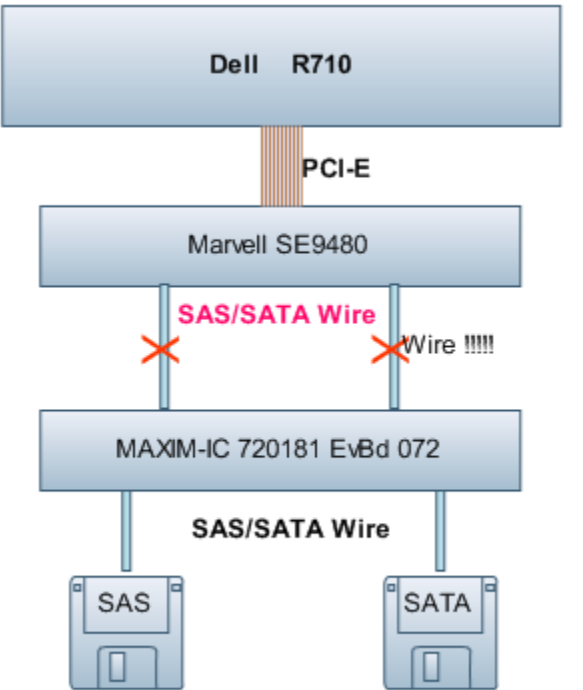 Dell R710
PCI-E
Marvell SE9480
SAS/SATA Wire
Wire !!!!!
MAXIM-IC 720181 EvBd 072
SAS/SATA Wire
SAS
SATA